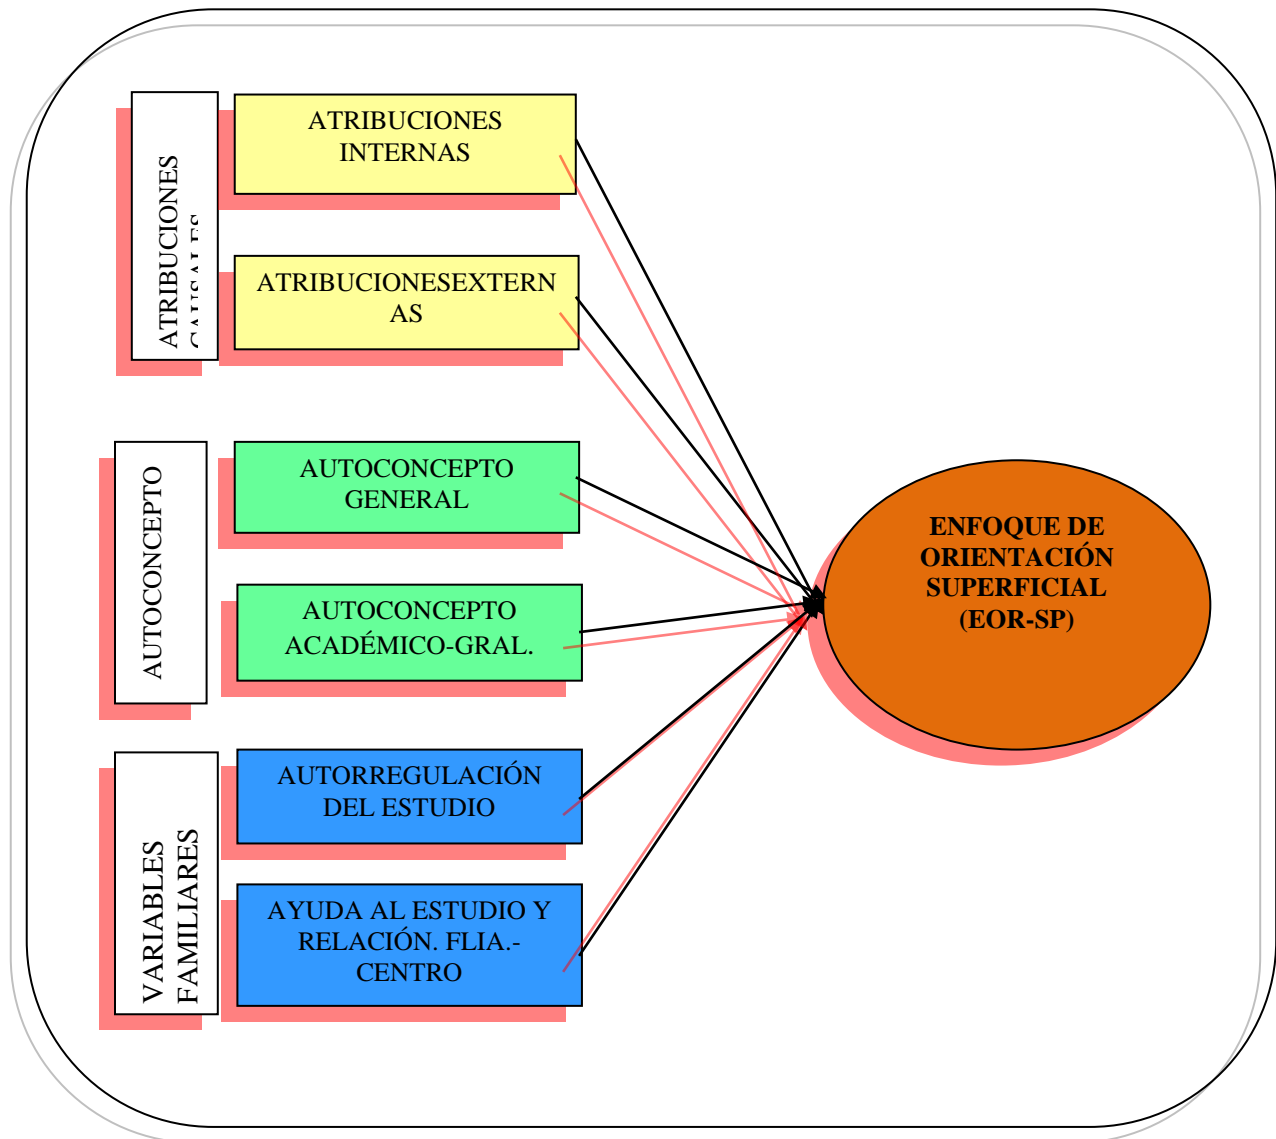 ATRIBUCIONES
ATRIBUCIONES
INTERNAS
ATRIBUCIONESEXTERN
AS
AUTOCONCEPTO
AUTOCONCEPTO
GENERAL
AUTOCONCEPTO
ACADÉMICO-GRAL.
VARIABLES
FAMILIARES
AUTORREGULACIÓN
DEL ESTUDIO
AYUDA AL ESTUDIO Y
RELACIÓN. FLIA.-
CENTRO
ENFOQUE DE
ORIENTACIÓN
SUPERFICIAL
(EOR-SP)